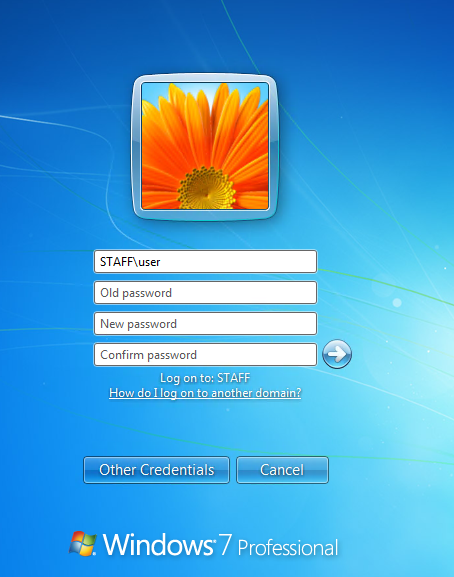 STAFF\user
Old password
New password
Confirm password
Log on to: STAFF
How do I log on to another domain?
Other Credentials Cancel
Windows 7 Professional